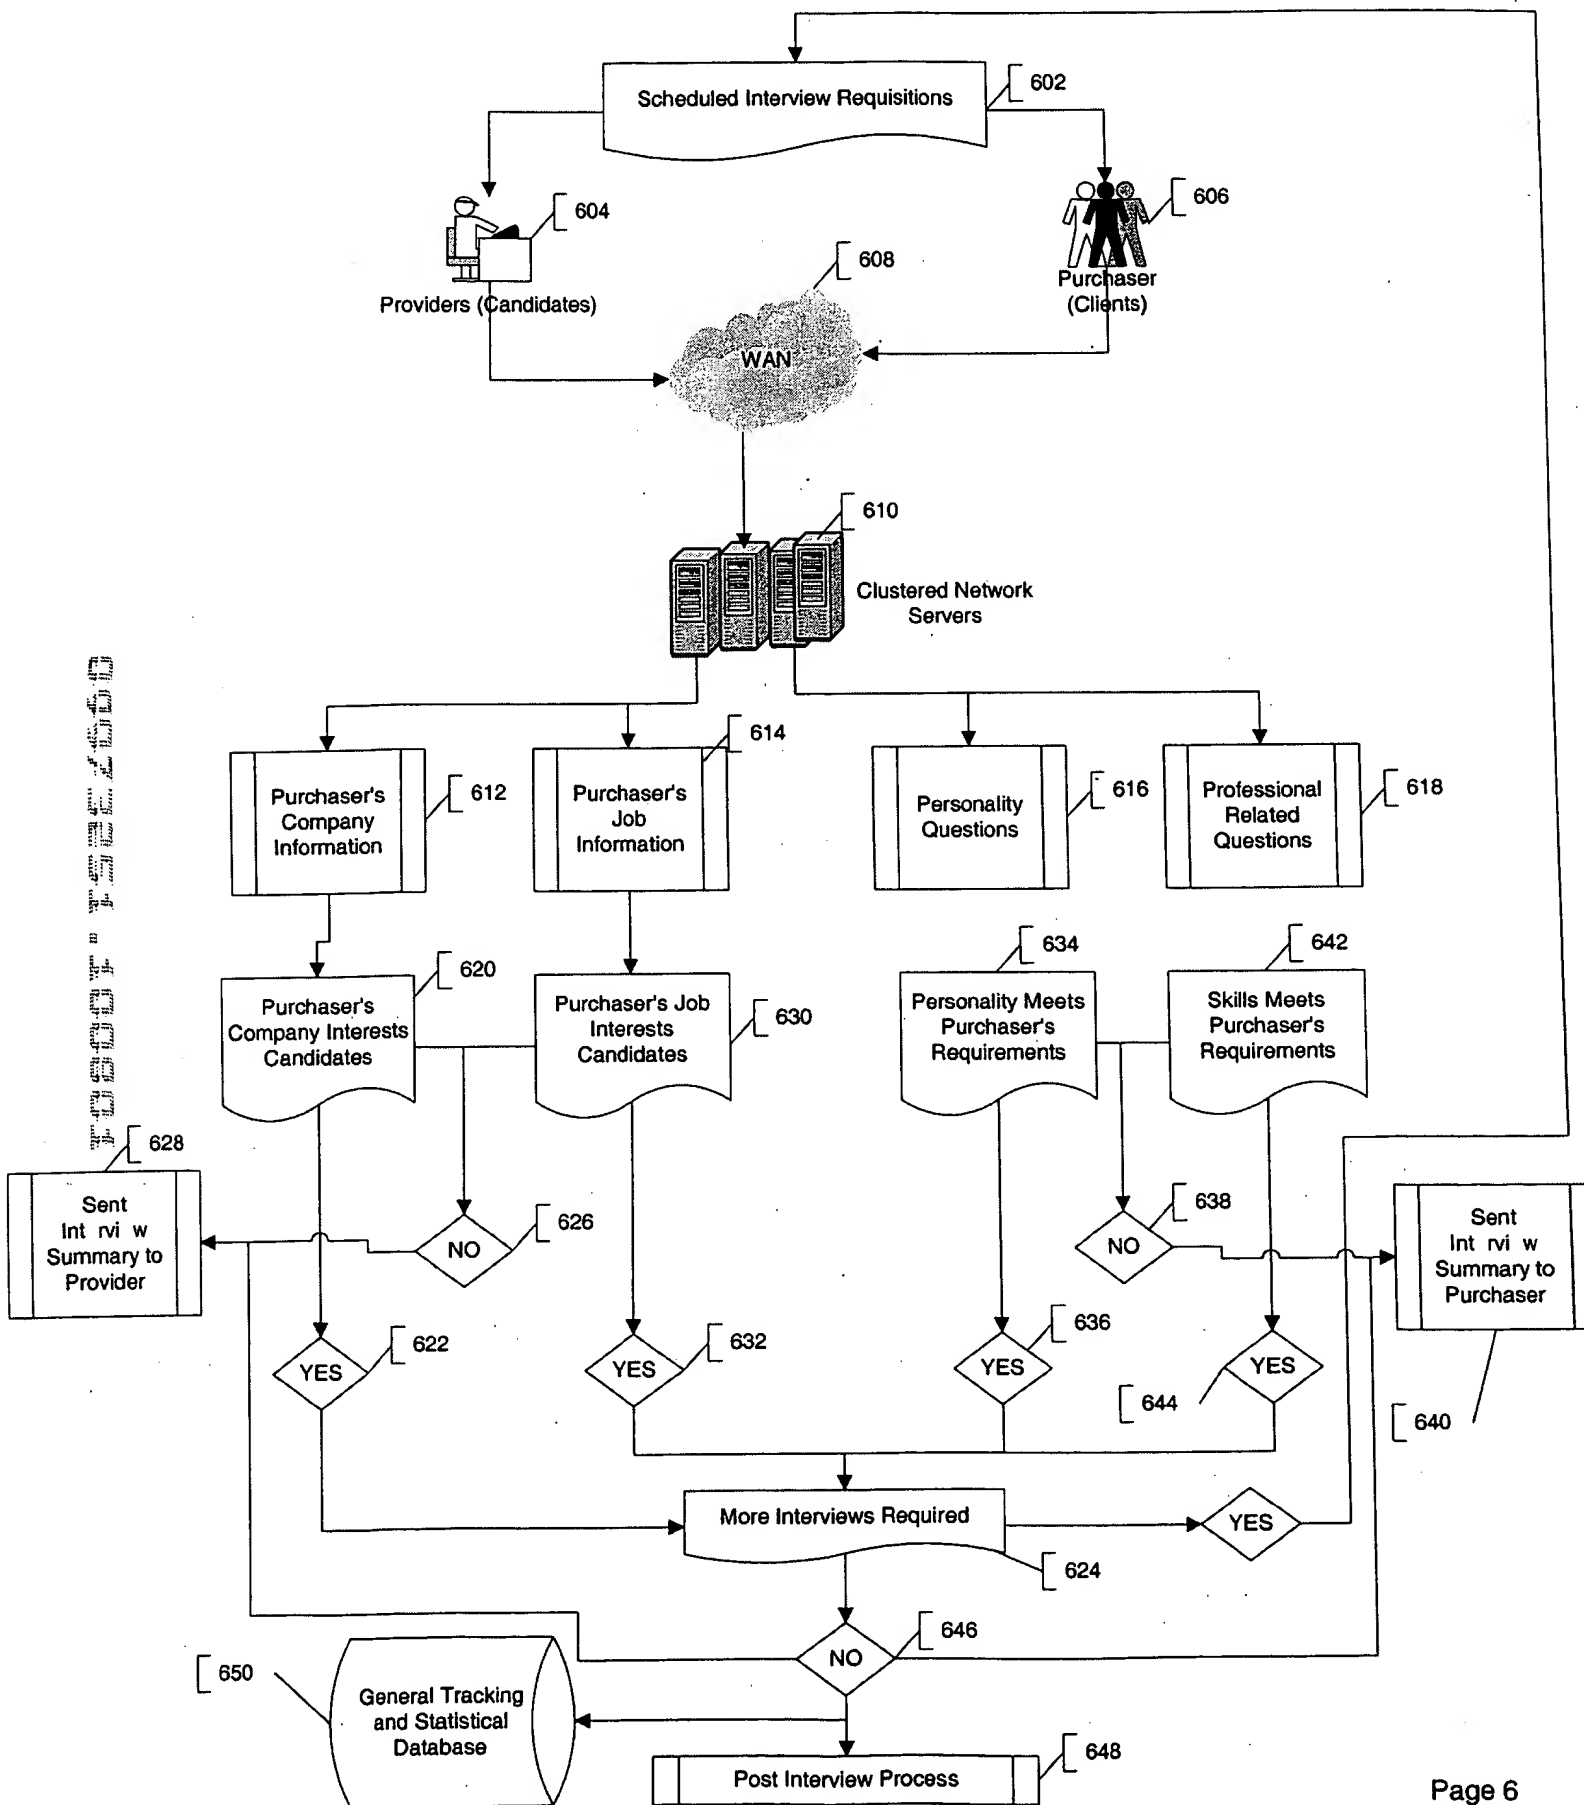 Scheduled Interview Requisitions
602
604
606
Providers (Candidates)
Purchaser
(Clients)
608
WAN
610
Clustered Network
Servers
Purchaser's
Company
Information
612
Purchaser's
Job
Information
614
Personality
Questions
616
Professional
Related
Questions
618
Purchaser's
Company Interests
Candidates
620
Purchaser's Job
Interests
Candidates
630
Personality Meets
Purchaser's
Requirements
634
Skills Meets
Purchaser's
Requirements
642
628
Sent
Int rvi w
Summary to
Provider
NO
626
NO
638
Sent
Int rvi w
Summary to
Purchaser
640
YES
622
YES
632
YES
636
YES
644
More Interviews Required
624
YES
NO
646
650
General Tracking
and Statistical
Database
Post Interview Process
648
Page 6